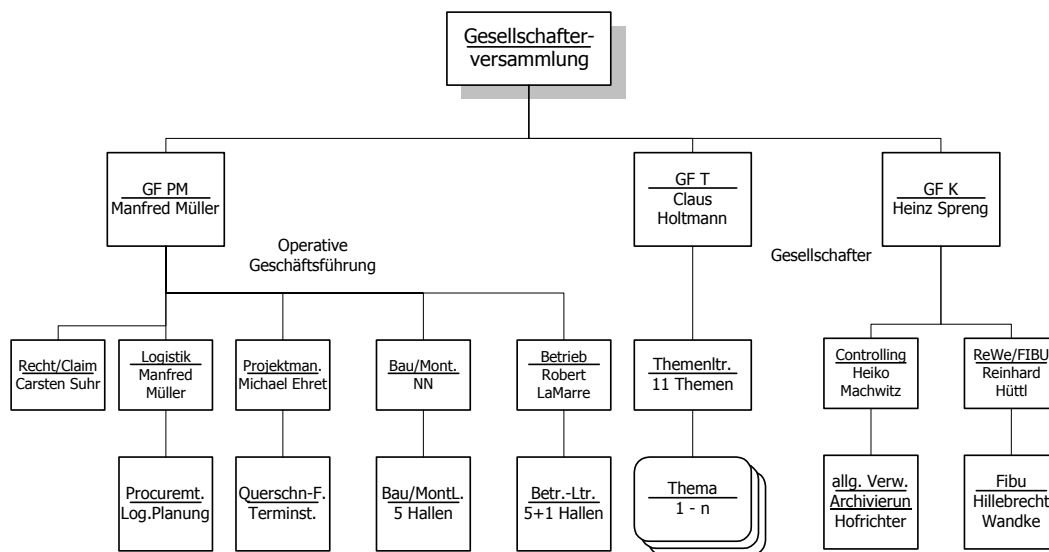 Gesellschafter-
versammlung
GF PM
Manfred Müller
GF T
Claus
Holtmann
GF K
Heinz Spreng
Operative
Geschäftsführung
Gesellschafter
Recht/Claim
Carsten Suhr
Logistik
Manfred
Müller
Projektman.
Michael Ehret
Bau/Mont.
NN
Betrieb
Robert
LaMarre
Themenltr.
11 Themen
Controlling
Heiko
Machwitz
ReWe/FIBU
Reinhard
Hüttl
Procuremt.
Log.Planung
Querschn-F.
Terminst.
Bau/MontL.
5 Hallen
Betr.-Ltr.
5+1 Hallen
Thema
1 - n
allg. Verw.
Archivierun
Hofrichter
Fibu
Hillebrecht
Wandke